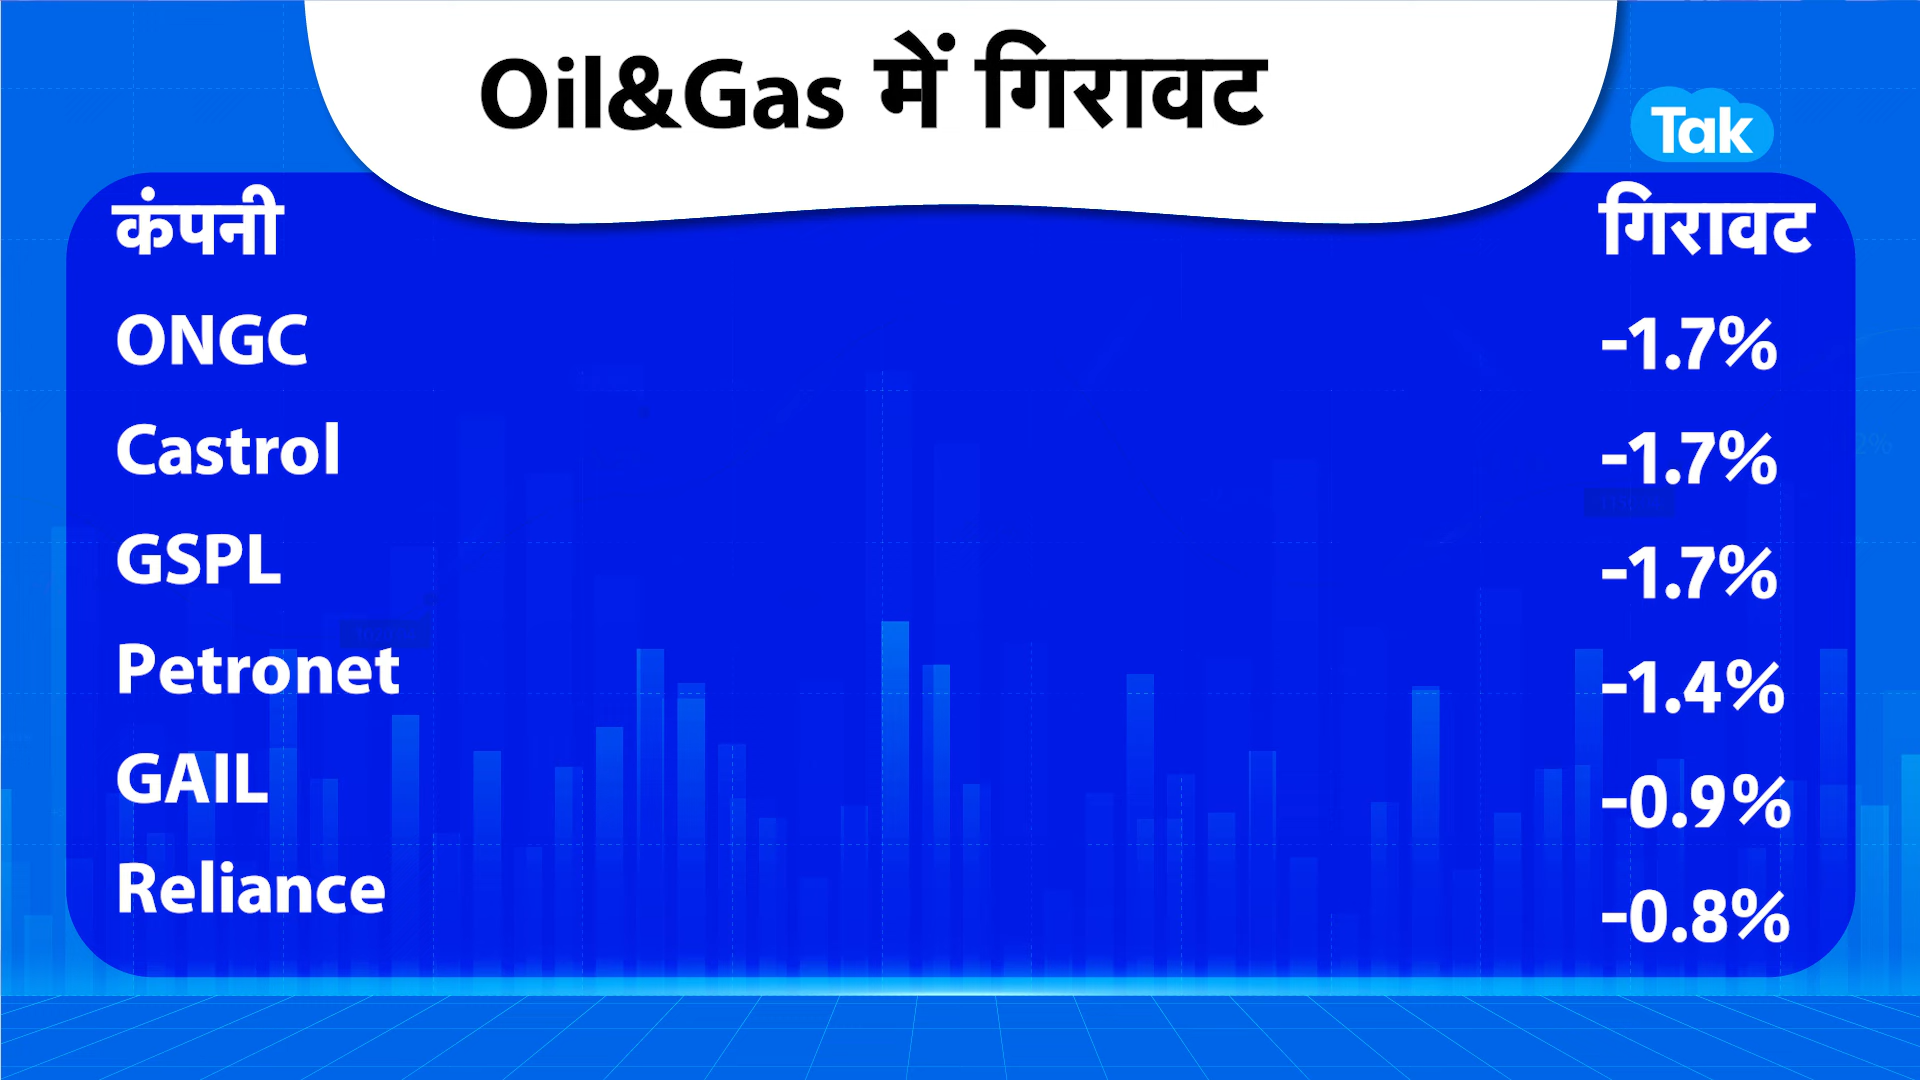 Oil&Gas में गिरावट
Tak
कंपनी गिरावट
ONGC -1.7%
Castrol -1.7%
GSPL -1.7%
Petronet -1.4%
GAIL -0.9%
Reliance -0.8%